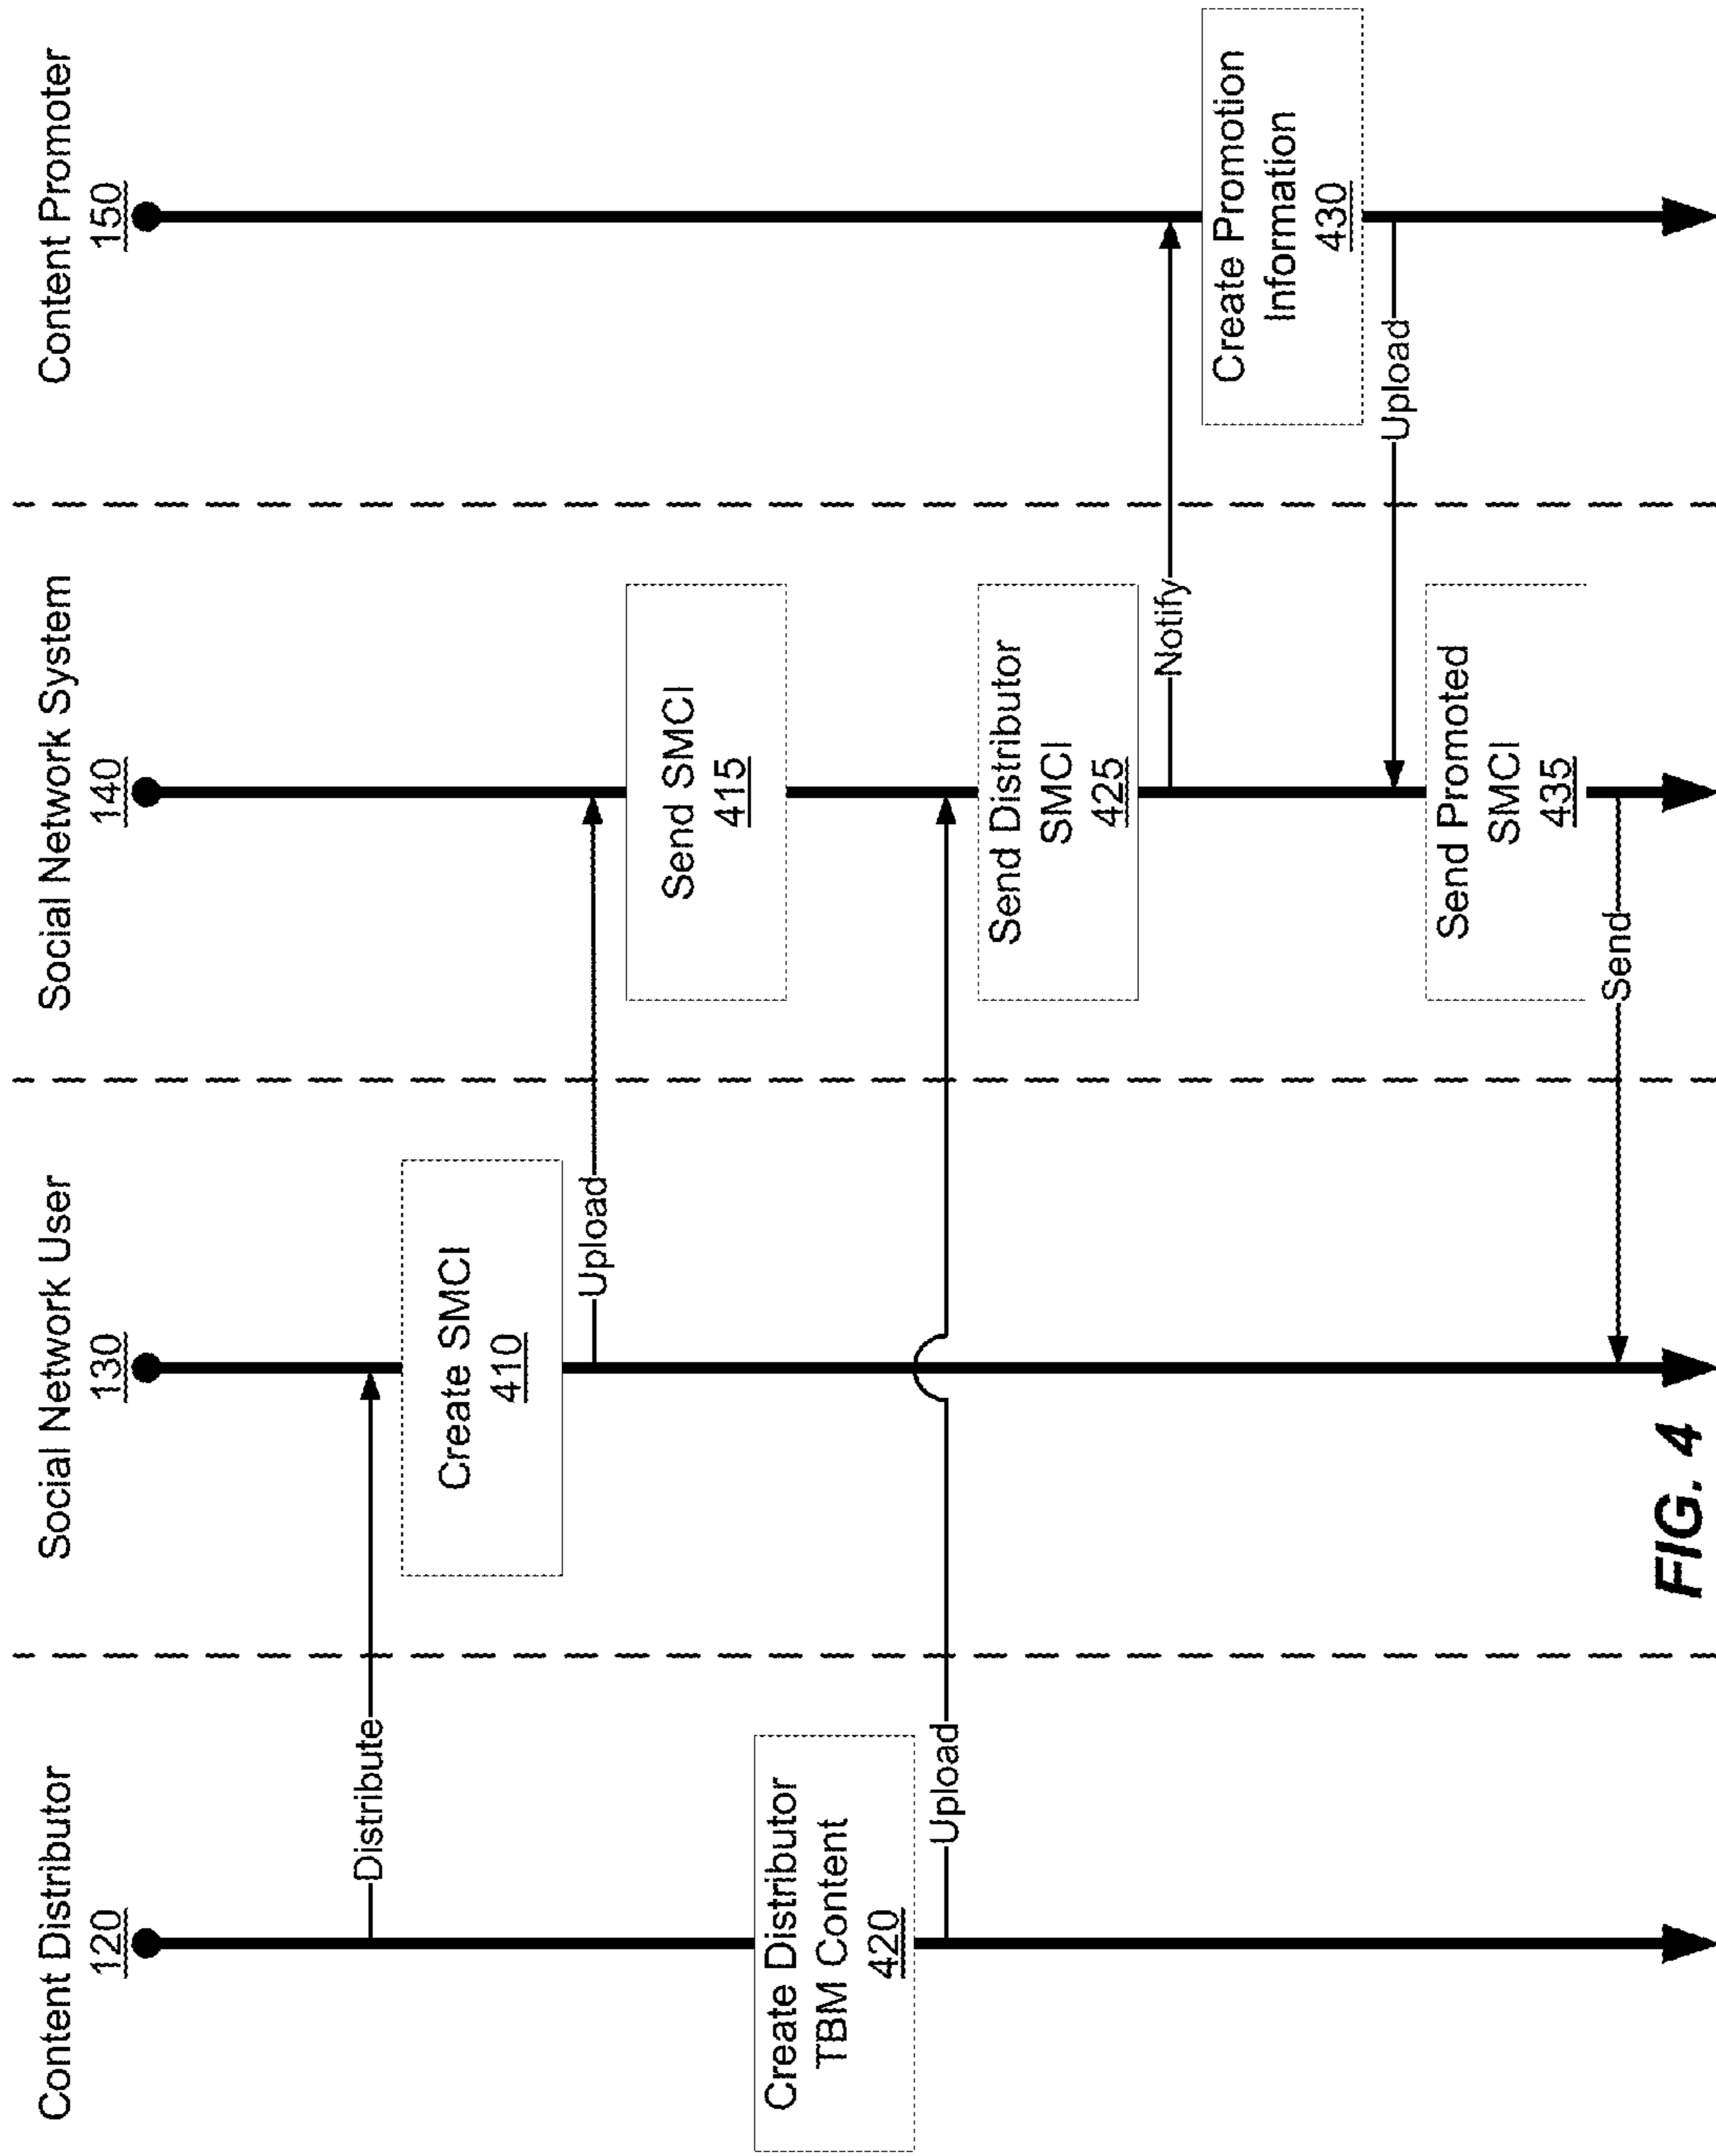 Content Distributor
120
Social Network User
130
Social Network System
140
Content Promoter
150
Distribute
Create SMCI
410
Upload
Send SMCI
415
Create Distributor
TBM Content
420
Upload
Send Distributor
SMCI
425
Notify
Create Promotion
Information
430
Upload
Send Promoted
SMCI
435
Send
FIG. 4